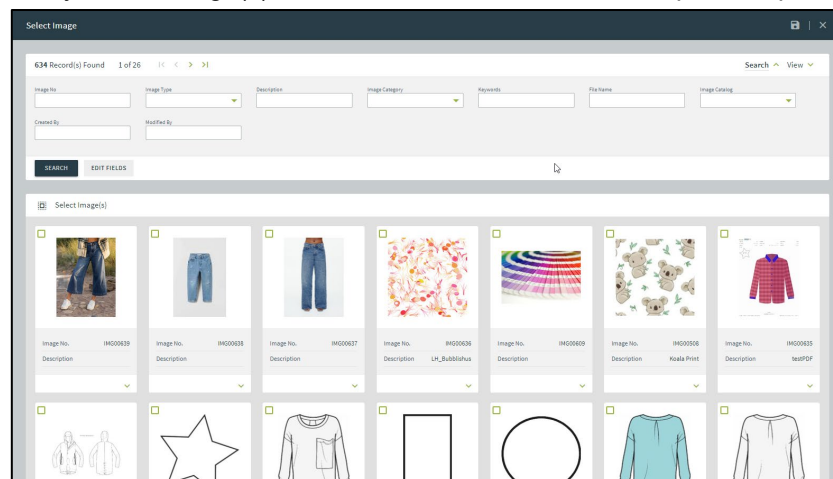 Select Image
634 Record(s) Found 1 of 26 Search View
Image No Image Type Description Image Category Keywords File Name Image Catalog
Created By Modified By
SEARCH EDIT FIELDS
Select Image(s)
Image No. IMG00639 Image No. IMG00638 Image No. IMG00637 Image No. IMG00636 Image No. IMG00609 Image No. IMG00508 Image No. IMG00635
Description Description Description Description LH_Bubblishus Description Description Koala Print Description testPDF